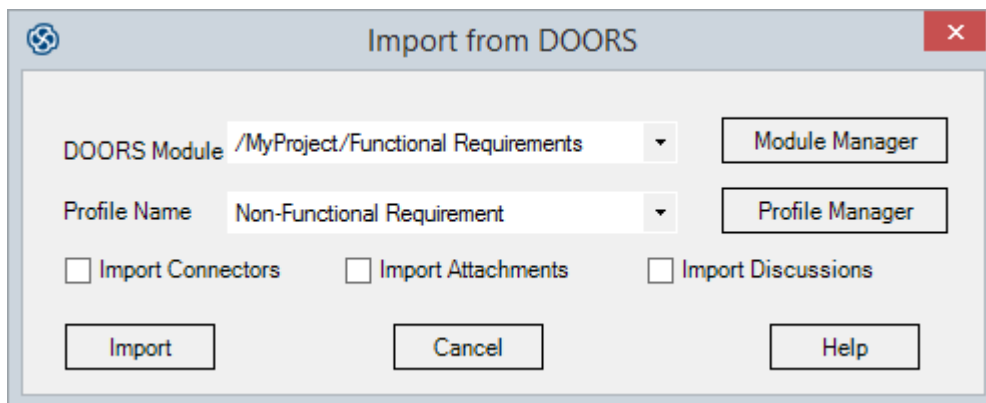 Import from DOORS
DOORS Module /MyProject/Functional Requirements Module Manager
Profile Name Non-Functional Requirement Profile Manager
Import Connectors Import Attachments Import Discussions
Import Cancel Help